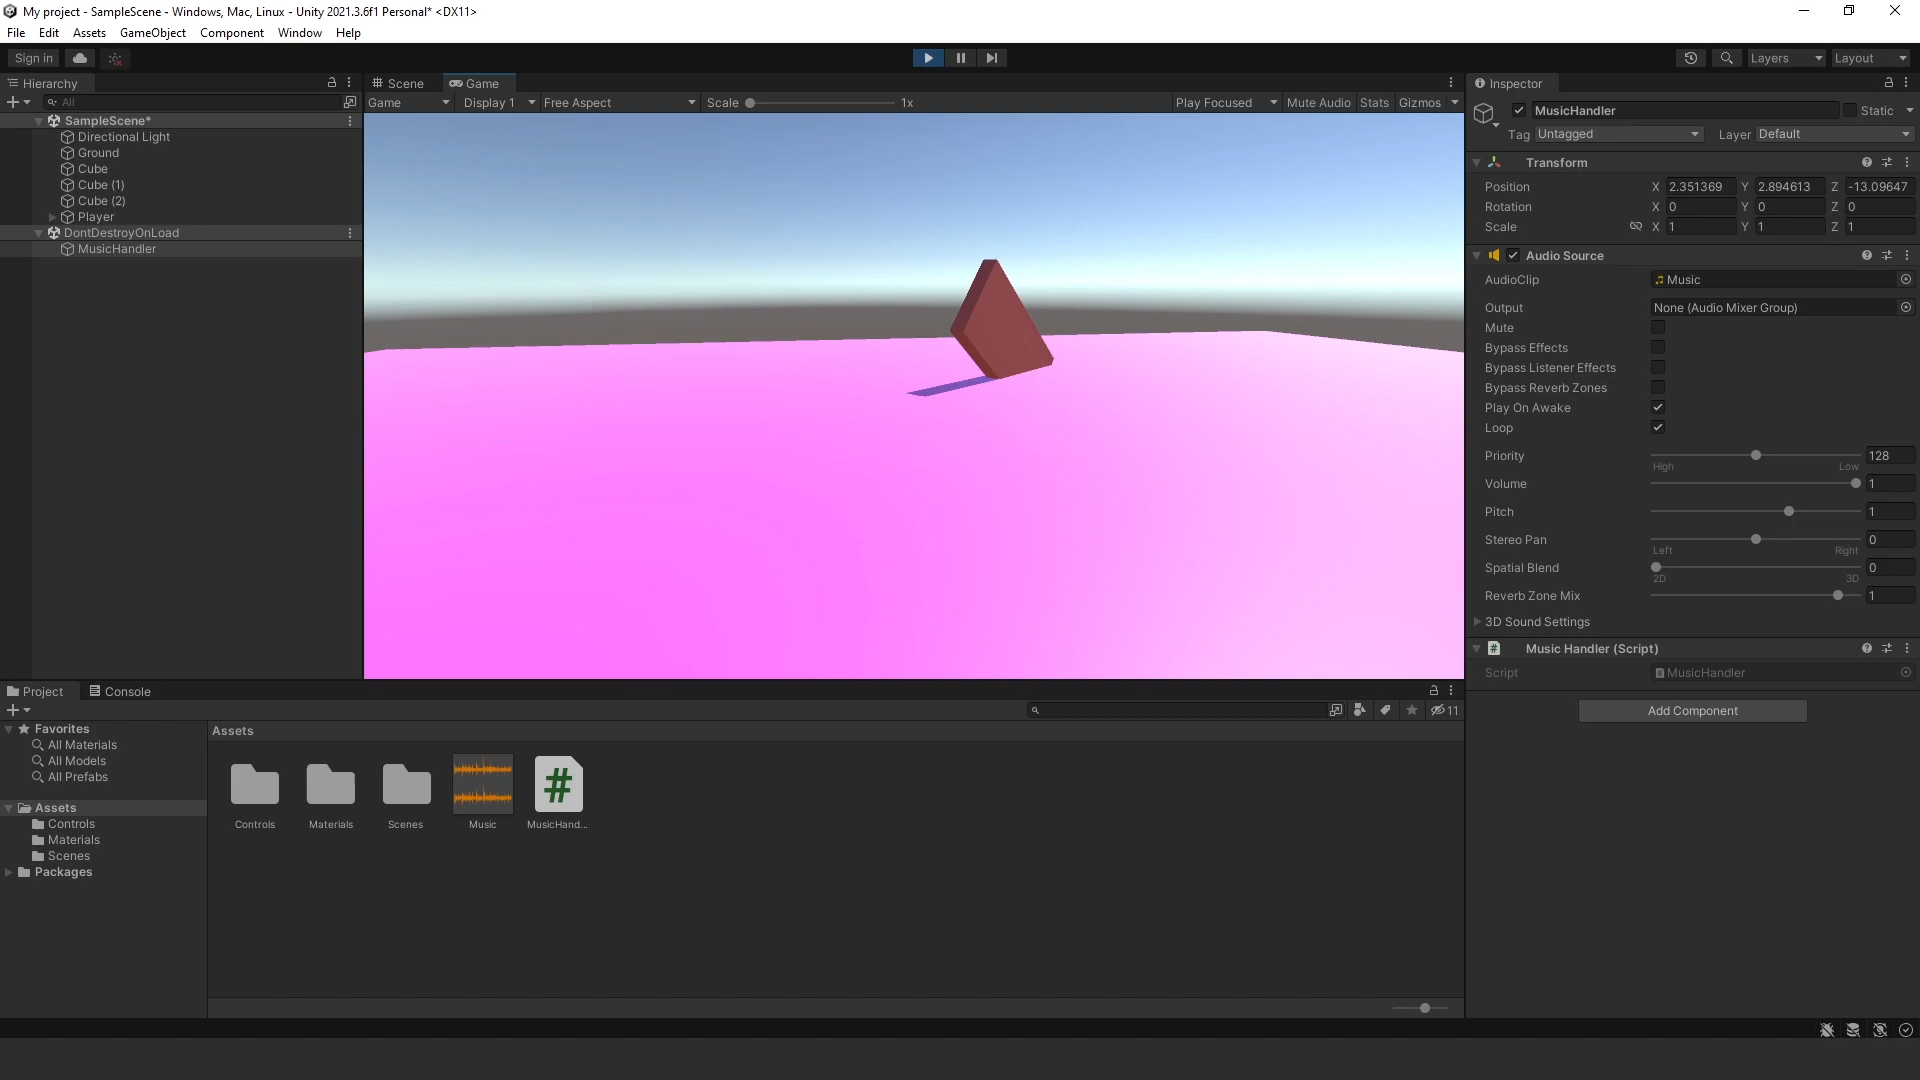 My project - SampleScene - Windows, Mac, Linux - Unity 2021.3.6f1 Personal* <DX11>
File Edit Assets GameObject Component Window Help
Sign in
Layers Layout
Hierarchy
All
SampleScene*
Directional Light
Ground
Cube
Cube (1)
Cube (2)
Player
DontDestroyOnLoad
MusicHandler
Scene Game
Game Display 1 Free Aspect Scale 1x Play Focused Mute Audio Stats Gizmos
Inspector
MusicHandler Static
Tag Untagged Layer Default
Transform
Position X 2.351369 Y 2.894613 Z -13.09647
Rotation X 0 Y 0 Z 0
Scale X 1 Y 1 Z 1
Audio Source
AudioClip Music
Output None (Audio Mixer Group)
Mute
Bypass Effects
Bypass Listener Effects
Bypass Reverb Zones
Play On Awake
Loop
Priority 128
High Low
Volume 1
Pitch 1
Stereo Pan 0
Left Right
Spatial Blend 0
2D 3D
Reverb Zone Mix 1
3D Sound Settings
# Music Handler (Script)
Script MusicHandler
Add Component
Project Console
11
Favorites
All Materials
All Models
All Prefabs
Assets
Controls
Materials
Scenes
Packages
Assets
#
Controls Materials Scenes Music MusicHand...